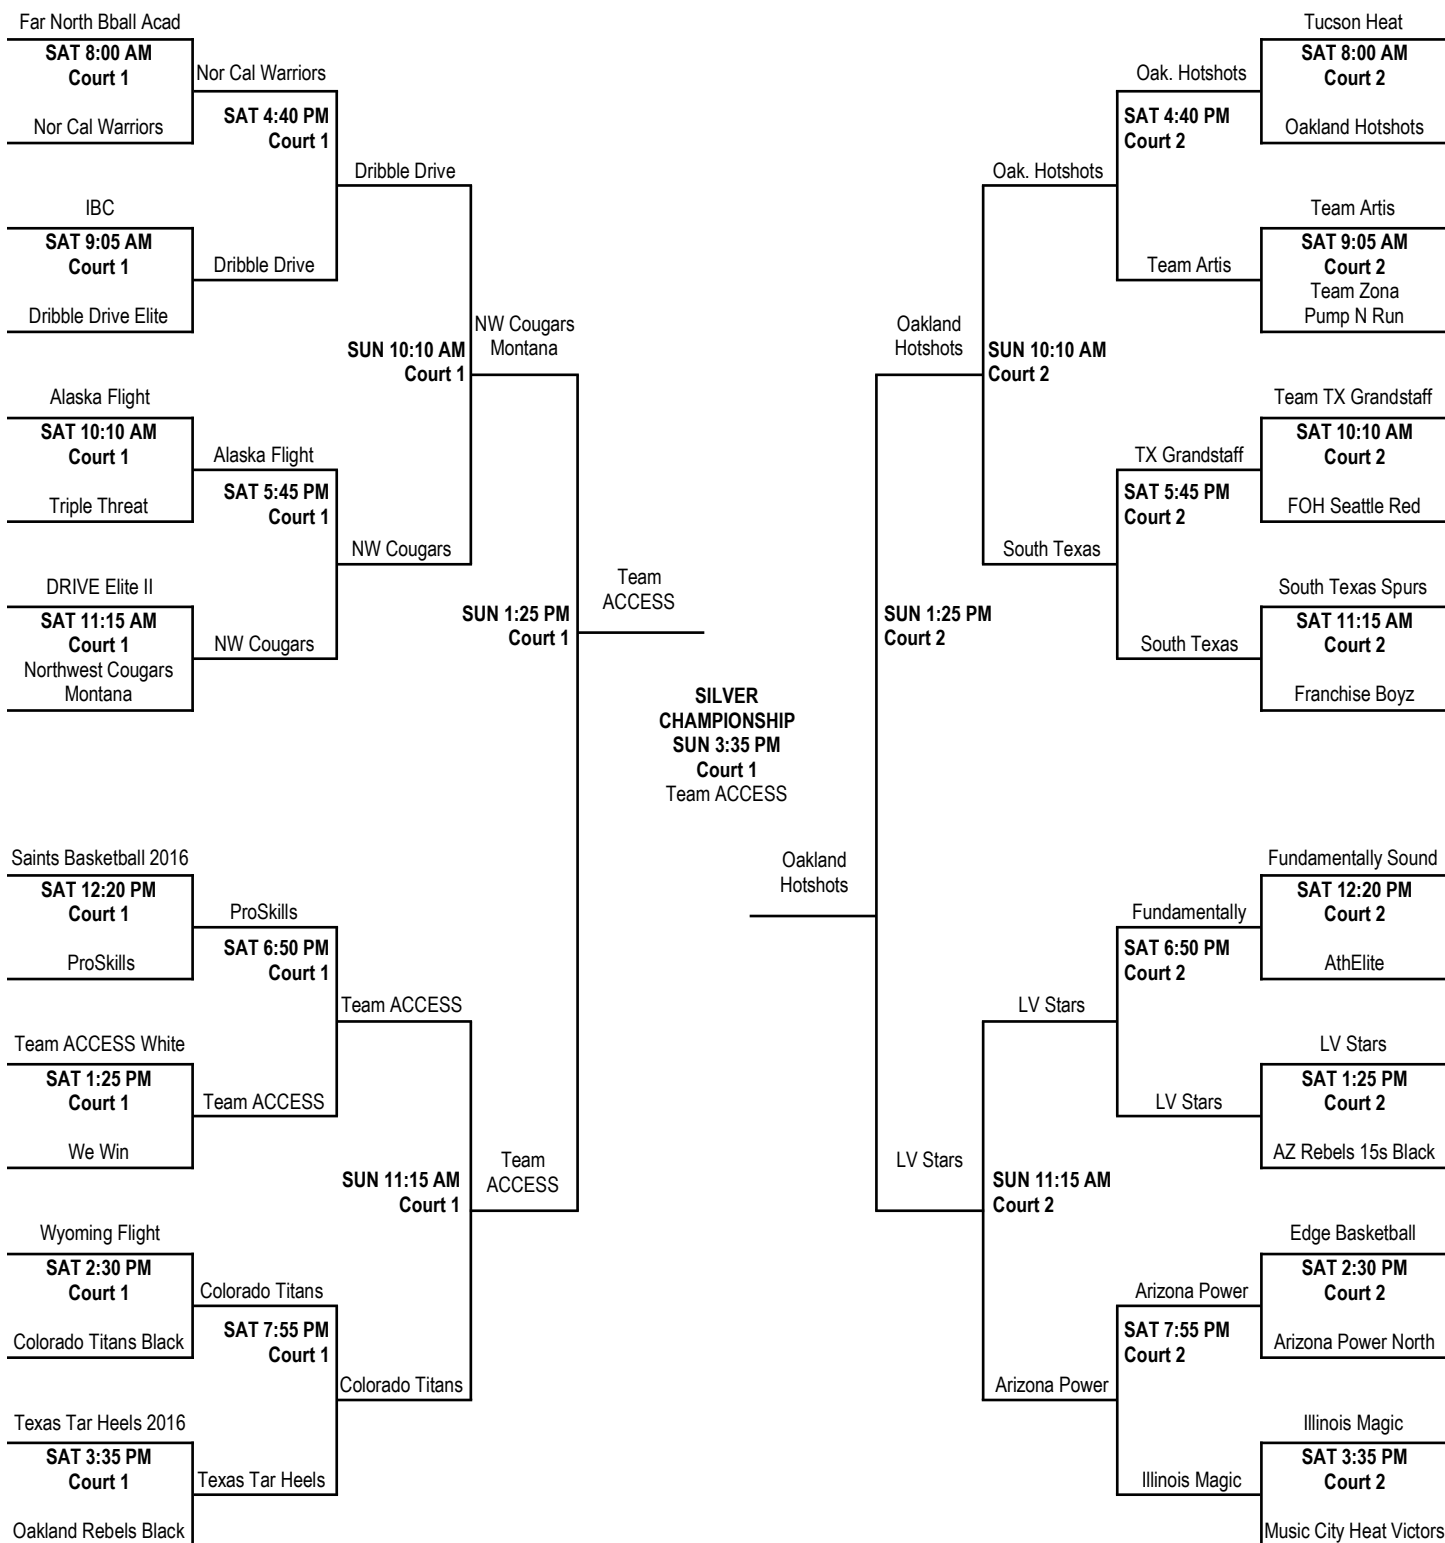 Far North Bball Acad
SAT 8:00 AM
Court 1
Nor Cal Warriors
Nor Cal Warriors
SAT 4:40 PM
Court 1
Dribble Drive
IBC
SAT 9:05 AM
Court 1
Dribble Drive
Dribble Drive Elite
NW Cougars
Montana
SUN 10:10 AM
Court 1
Alaska Flight
SAT 10:10 AM
Court 1
Alaska Flight
Triple Threat
SAT 5:45 PM
Court 1
NW Cougars
DRIVE Elite II
SAT 11:15 AM
Court 1
Northwest Cougars
Montana
NW Cougars
SUN 1:25 PM
Court 1
Team
ACCESS
SILVER
CHAMPIONSHIP
SUN 3:35 PM
Court 1
Team ACCESS
Saints Basketball 2016
SAT 12:20 PM
Court 1
ProSkills
ProSkills
SAT 6:50 PM
Court 1
Team ACCESS
Team ACCESS White
SAT 1:25 PM
Court 1
Team ACCESS
We Win
SUN 11:15 AM
Court 1
Team
ACCESS
Wyoming Flight
SAT 2:30 PM
Court 1
Colorado Titans
Colorado Titans Black
SAT 7:55 PM
Court 1
Colorado Titans
Texas Tar Heels 2016
SAT 3:35 PM
Court 1
Texas Tar Heels
Oakland Rebels Black
Tucson Heat
SAT 8:00 AM
Court 2
Oak. Hotshots
Oakland Hotshots
SAT 4:40 PM
Court 2
Oak. Hotshots
Team Artis
SAT 9:05 AM
Court 2
Team Zona
Pump N Run
Team Artis
Oakland
Hotshots
SUN 10:10 AM
Court 2
Team TX Grandstaff
SAT 10:10 AM
Court 2
TX Grandstaff
FOH Seattle Red
SAT 5:45 PM
Court 2
South Texas
South Texas Spurs
SAT 11:15 AM
Court 2
South Texas
Franchise Boyz
SUN 1:25 PM
Court 2
Oakland
Hotshots
Fundamentally Sound
SAT 12:20 PM
Court 2
Fundamentally
AthElite
SAT 6:50 PM
Court 2
LV Stars
LV Stars
SAT 1:25 PM
Court 2
LV Stars
AZ Rebels 15s Black
LV Stars
SUN 11:15 AM
Court 2
Edge Basketball
SAT 2:30 PM
Court 2
Arizona Power
Arizona Power North
SAT 7:55 PM
Court 2
Arizona Power
Illinois Magic
SAT 3:35 PM
Court 2
Illinois Magic
Music City Heat Victors